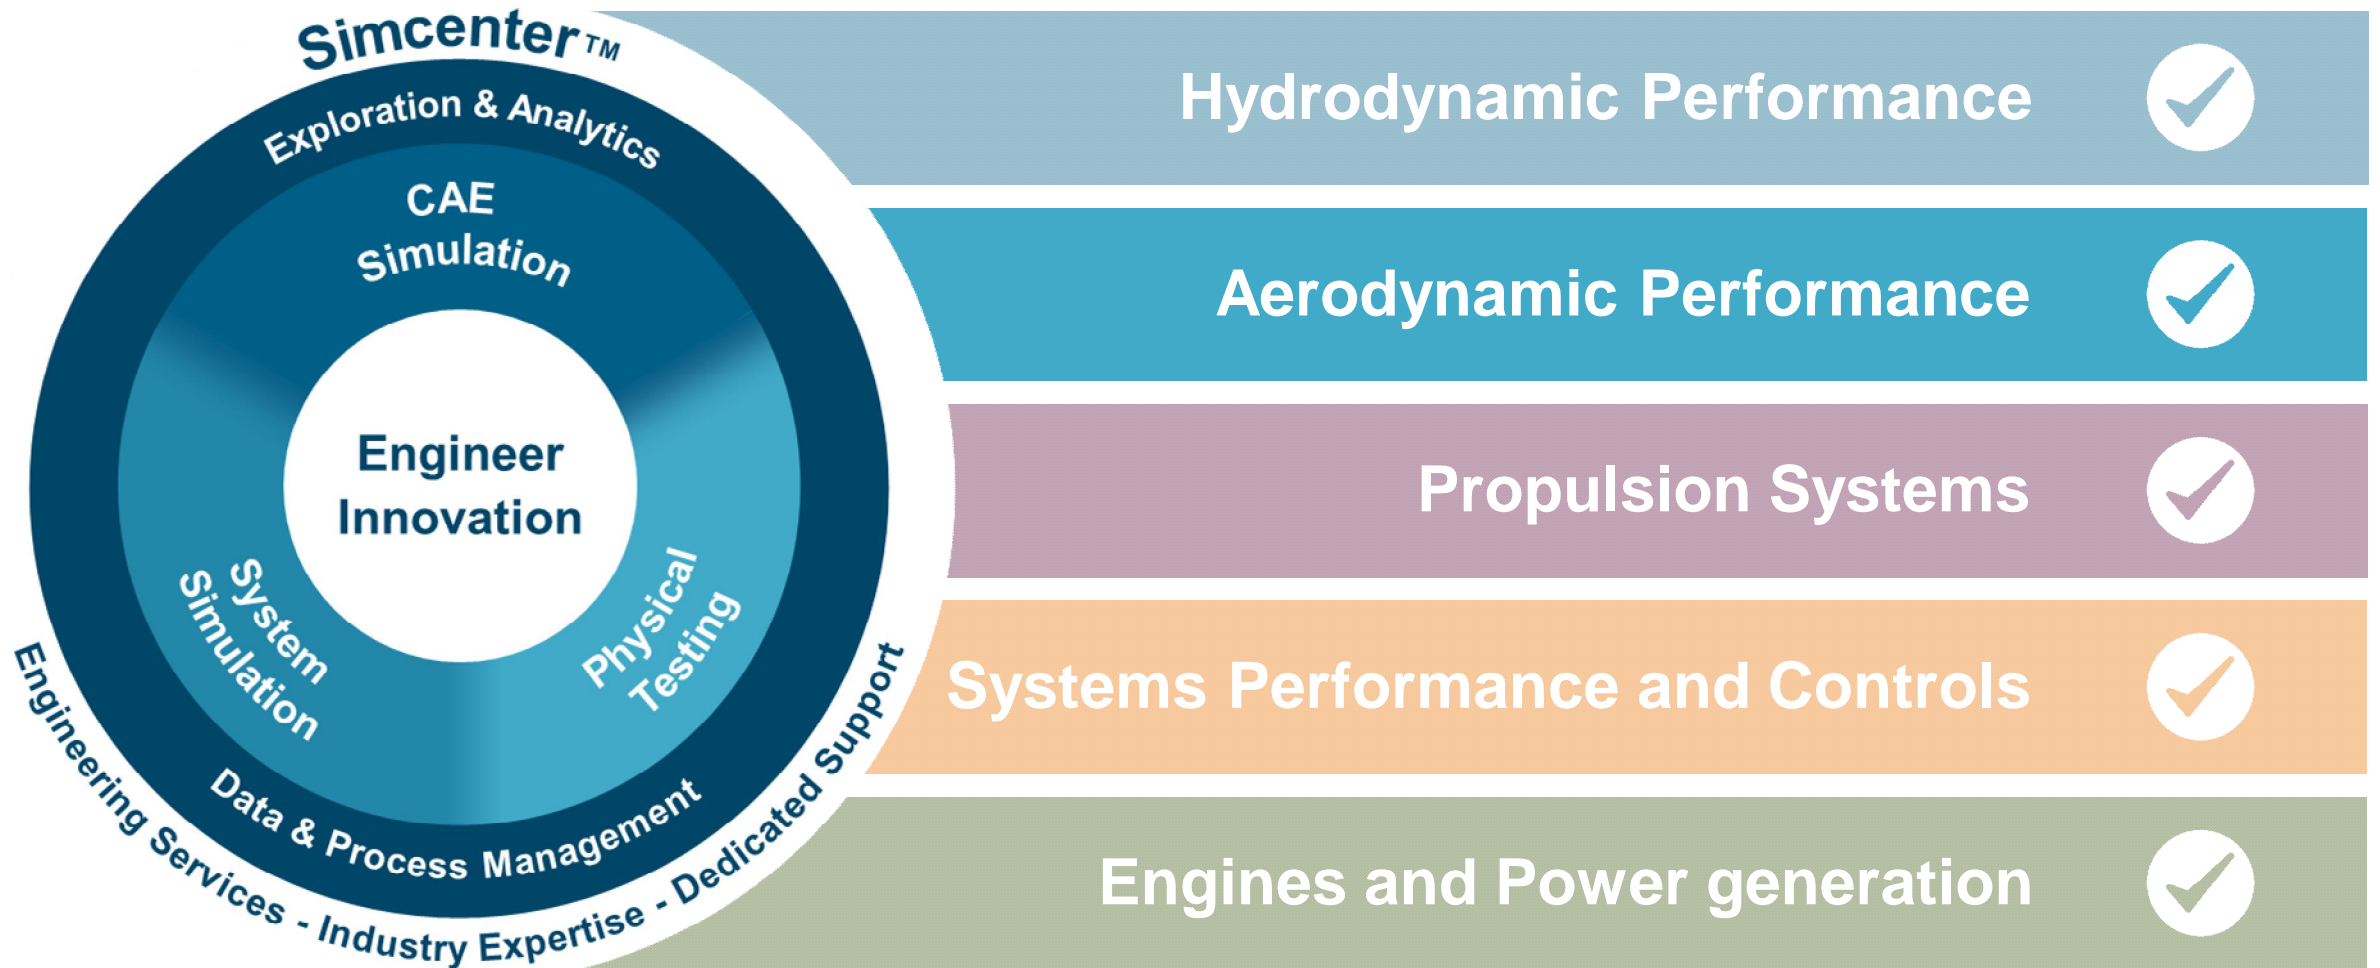 Simcenter™
Exploration & Analytics
CAE
Simulation
Engineer
Innovation
System
Simulation
Physical
Testing
Data & Process Management
Engineering Services - Industry Expertise - Dedicated Support
Hydrodynamic Performance
Aerodynamic Performance
Propulsion Systems
Systems Performance and Controls
Engines and Power generation